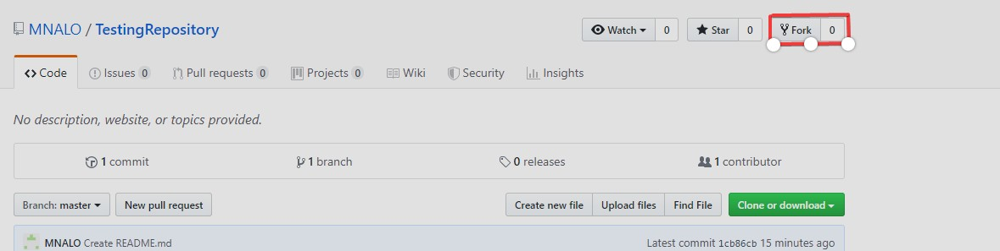 MNALO / TestingRepository Watch 0 Star 0 Fork 0
Code Issues 0 Pull requests 0 Projects 0 Wiki Security Insights
No description, website, or topics provided.
1 commit 1 branch 0 releases 1 contributor
Branch: master New pull request Create new file Upload files Find File Clone or download
MNALO Create README.md Latest commit 1cb86cb 15 minutes ago